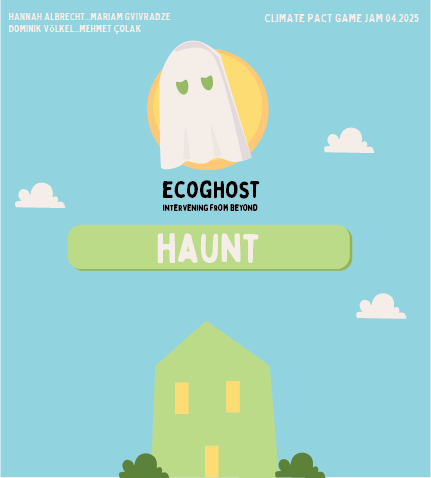 HANNAH ALBRECHT...MARIAM GVIVRADZE
DOMINIK VöLKEL...MEHMET ÇOLAK
CLIMATE PACT GAME JAM 04.2025
ECOGHOST
INTERVENING FROM BEYOND
HAUNT